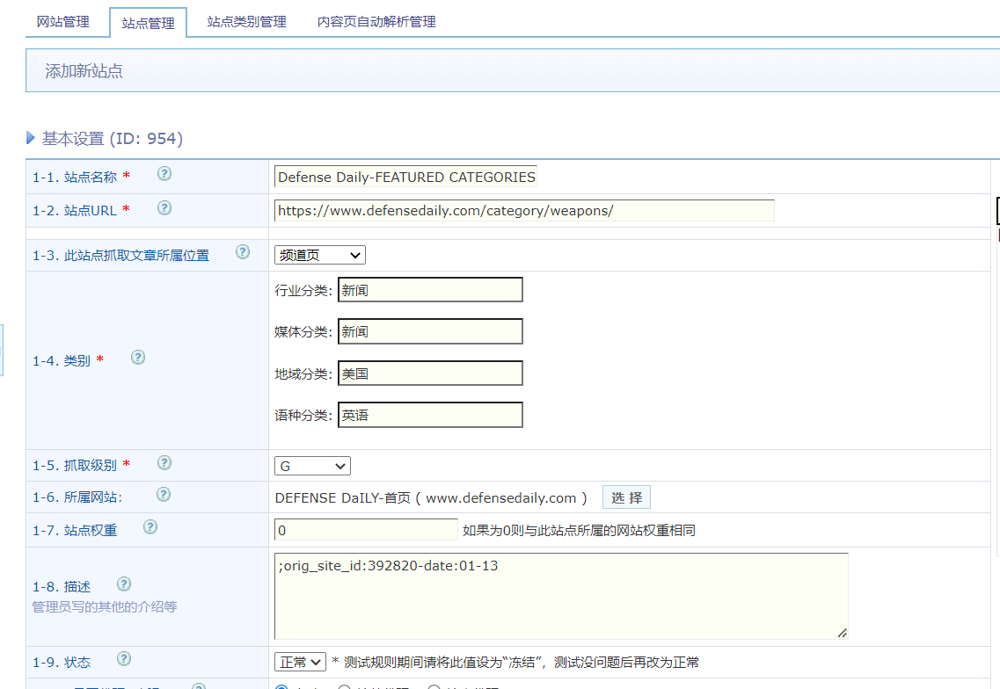 网站管理 站点管理 站点类别管理 内容页自动解析管理
添加新站点
基本设置 (ID: 954)
1-1. 站点名称 * Defense Daily-FEATURED CATEGORIES
1-2. 站点URL * https://www.defensedaily.com/category/weapons/
1-3. 此站点抓取文章所属位置 频道页
行业分类: 新闻
媒体分类: 新闻
1-4. 类别 *
地域分类: 美国
语种分类: 英语
1-5. 抓取级别 * G
1-6. 所属网站: DEFENSE DaILY-首页 ( www.defensedaily.com ) 选 择
1-7. 站点权重 0 如果为0则与此站点所属的网站权重相同
;orig_site_id:392820-date:01-13
1-8. 描述
管理员写的其他的介绍等
1-9. 状态 正常 * 测试规则期间请将此值设为“冻结”，测试没问题后再改为正常